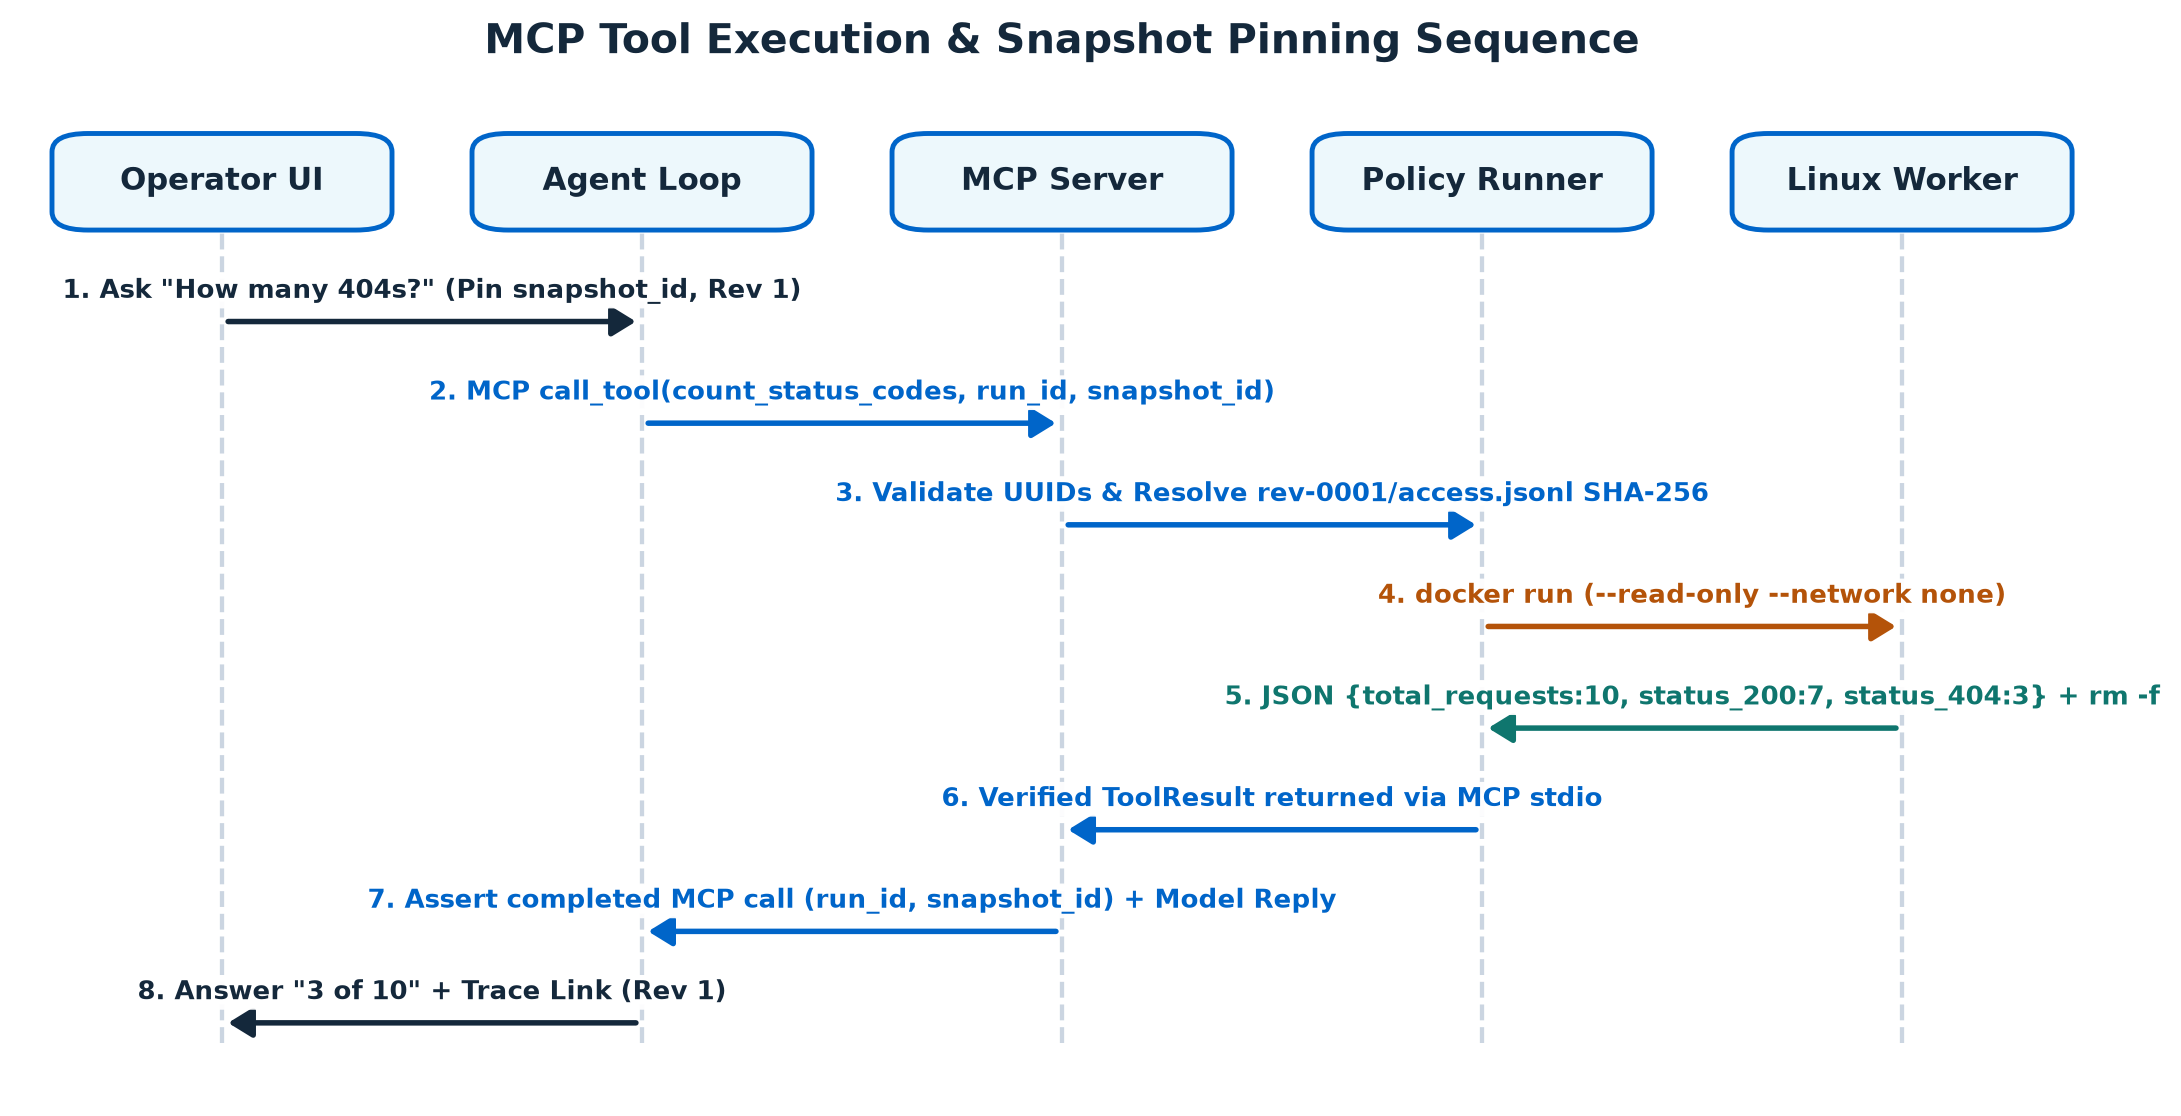 MCP Tool Execution & Snapshot Pinning Sequence
Operator UI
Agent Loop
MCP Server
Policy Runner
Linux Worker
1. Ask "How many 404s?" (Pin snapshot_id, Rev 1)
2. MCP call_tool(count_status_codes, run_id, snapshot_id)
3. Validate UUIDs & Resolve rev-0001/access.jsonl SHA-256
4. docker run (--read-only --network none)
5. JSON {total_requests:10, status_200:7, status_404:3} + rm -f
6. Verified ToolResult returned via MCP stdio
7. Assert completed MCP call (run_id, snapshot_id) + Model Reply
8. Answer "3 of 10" + Trace Link (Rev 1)